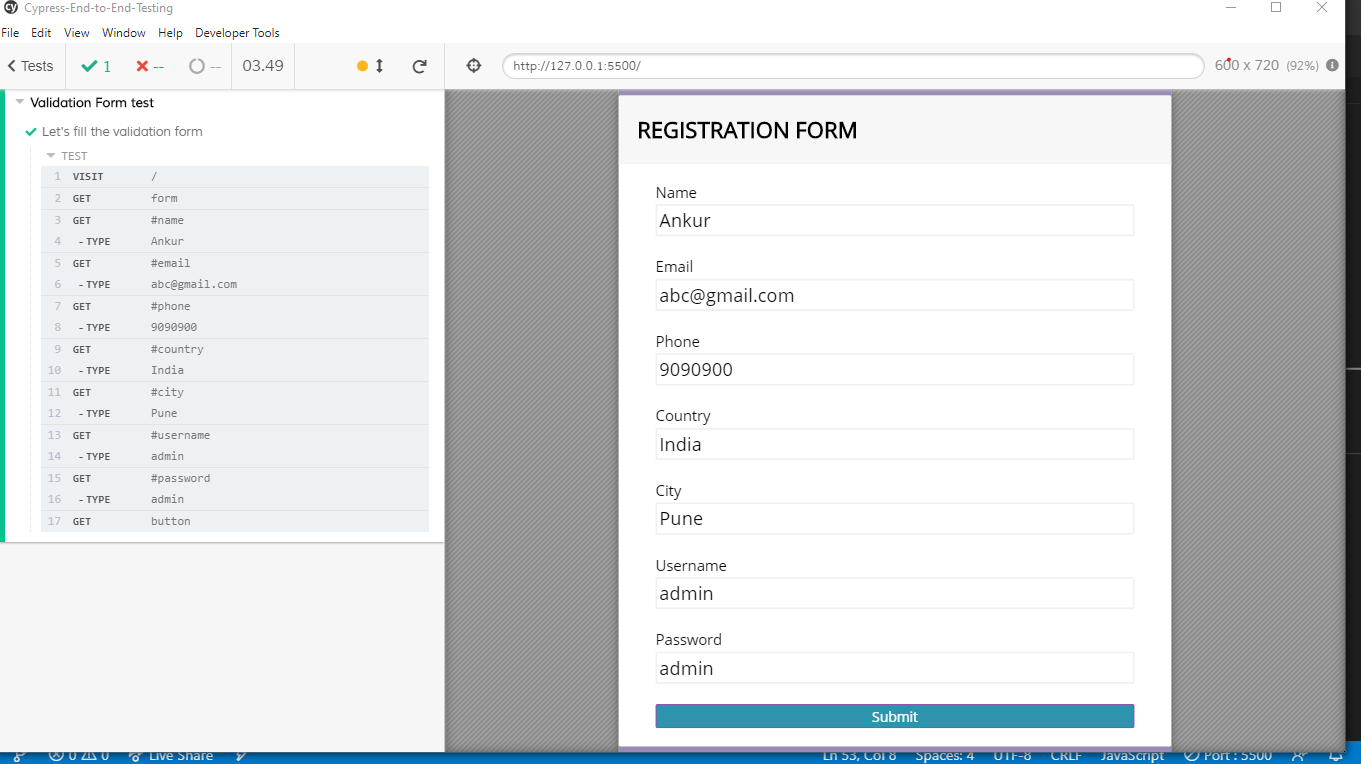 Cypress-End-to-End-Testing
File Edit View Window Help Developer Tools
Tests 1 -- -- 03.49 http://127.0.0.1:5500/ 600 x 720 (92%)
Validation Form test
Let's fill the validation form
TEST
1 VISIT /
2 GET form
3 GET #name
4 - TYPE Ankur
5 GET #email
6 - TYPE abc@gmail.com
7 GET #phone
8 - TYPE 9090900
9 GET #country
10 - TYPE India
11 GET #city
12 - TYPE Pune
13 GET #username
14 - TYPE admin
15 GET #password
16 - TYPE admin
17 GET button
REGISTRATION FORM
Name
Ankur
Email
abc@gmail.com
Phone
9090900
Country
India
City
Pune
Username
admin
Password
admin
Submit
0 0 Live Share Ln 53, Col 8 Spaces: 4 UTF-8 CRLF JavaScript Port : 5500